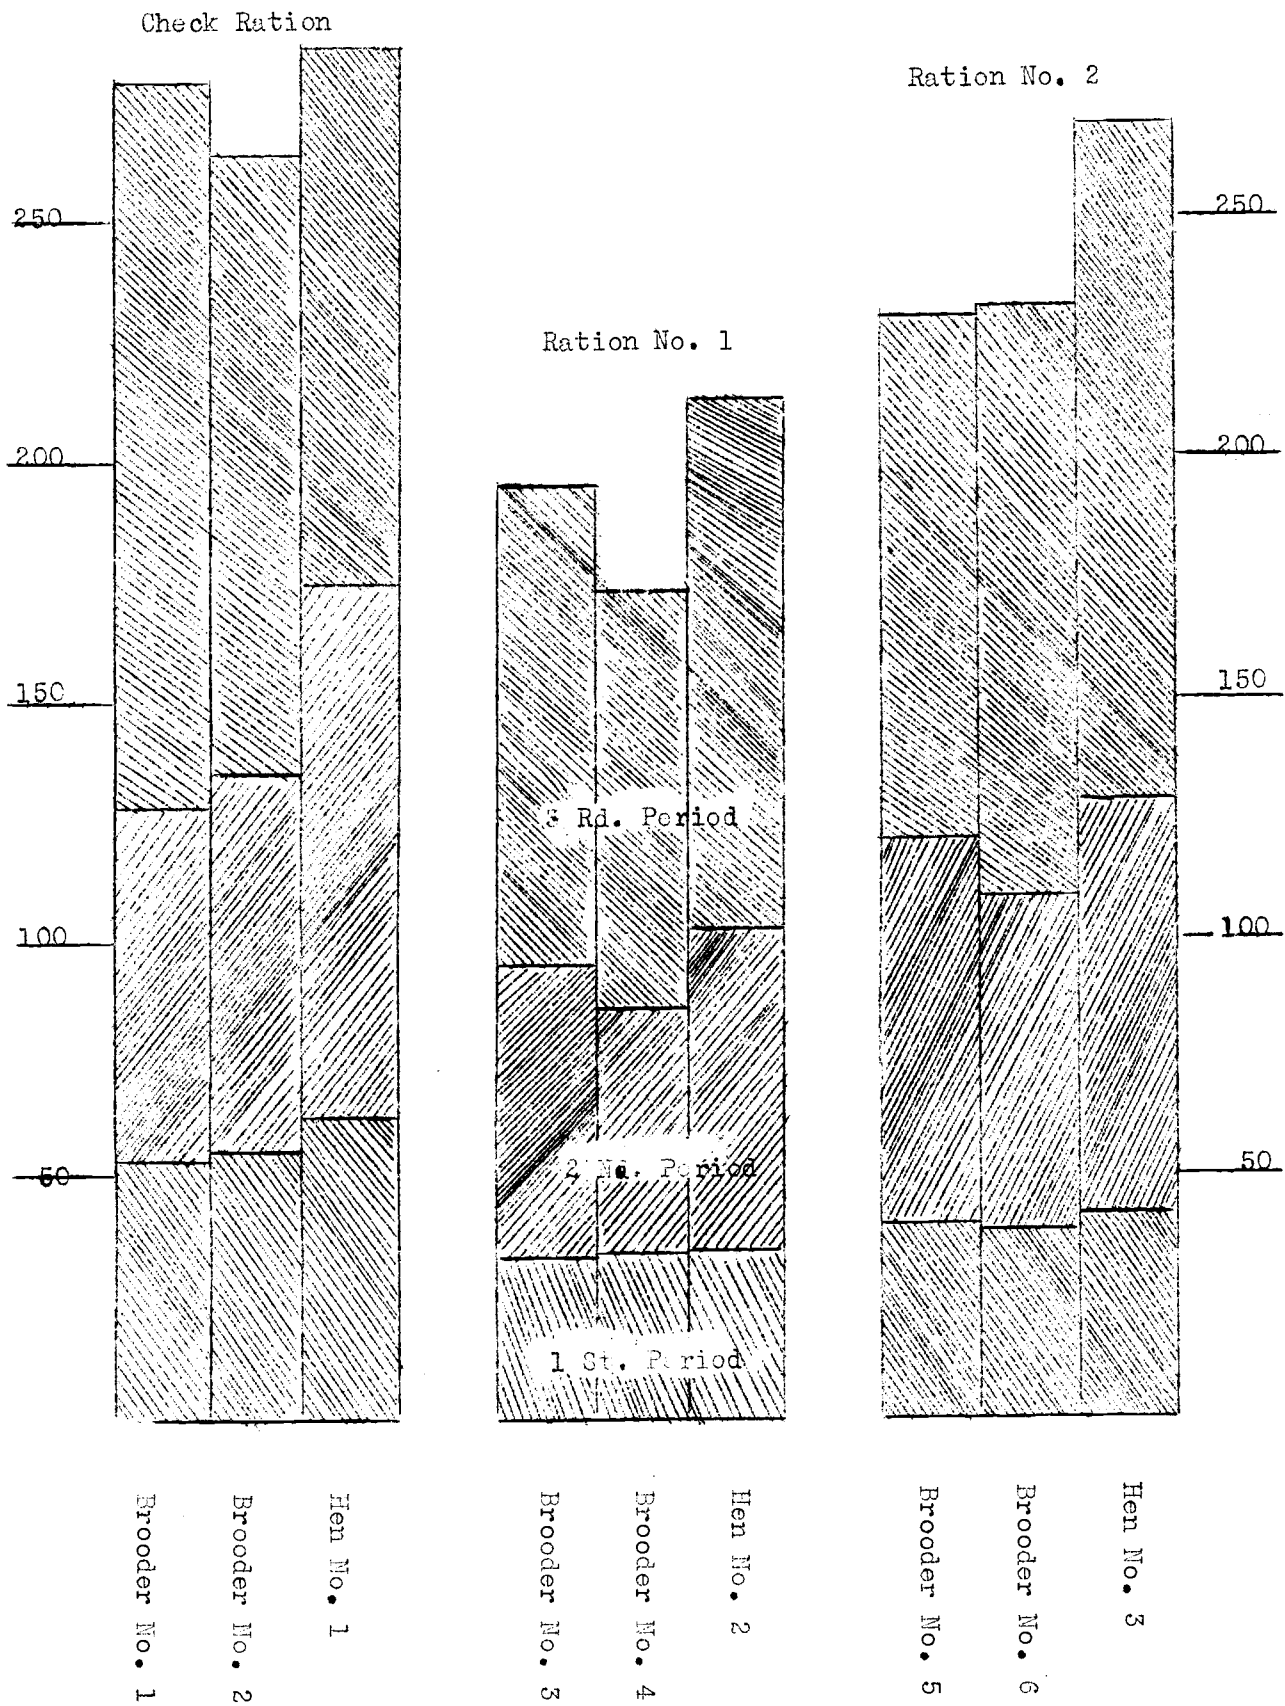 Check Ration
Ration No. 2
250
250
Ration No. 1
200
200
150
150
3 Rd. Period
100
100
2 Nd. Period
50
50
1 St. Period
Brooder No. 1
Brooder No. 2
Hen No. 1
Brooder No. 3
Brooder No. 4
Hen No. 2
Brooder No. 5
Brooder No. 6
Hen No. 3